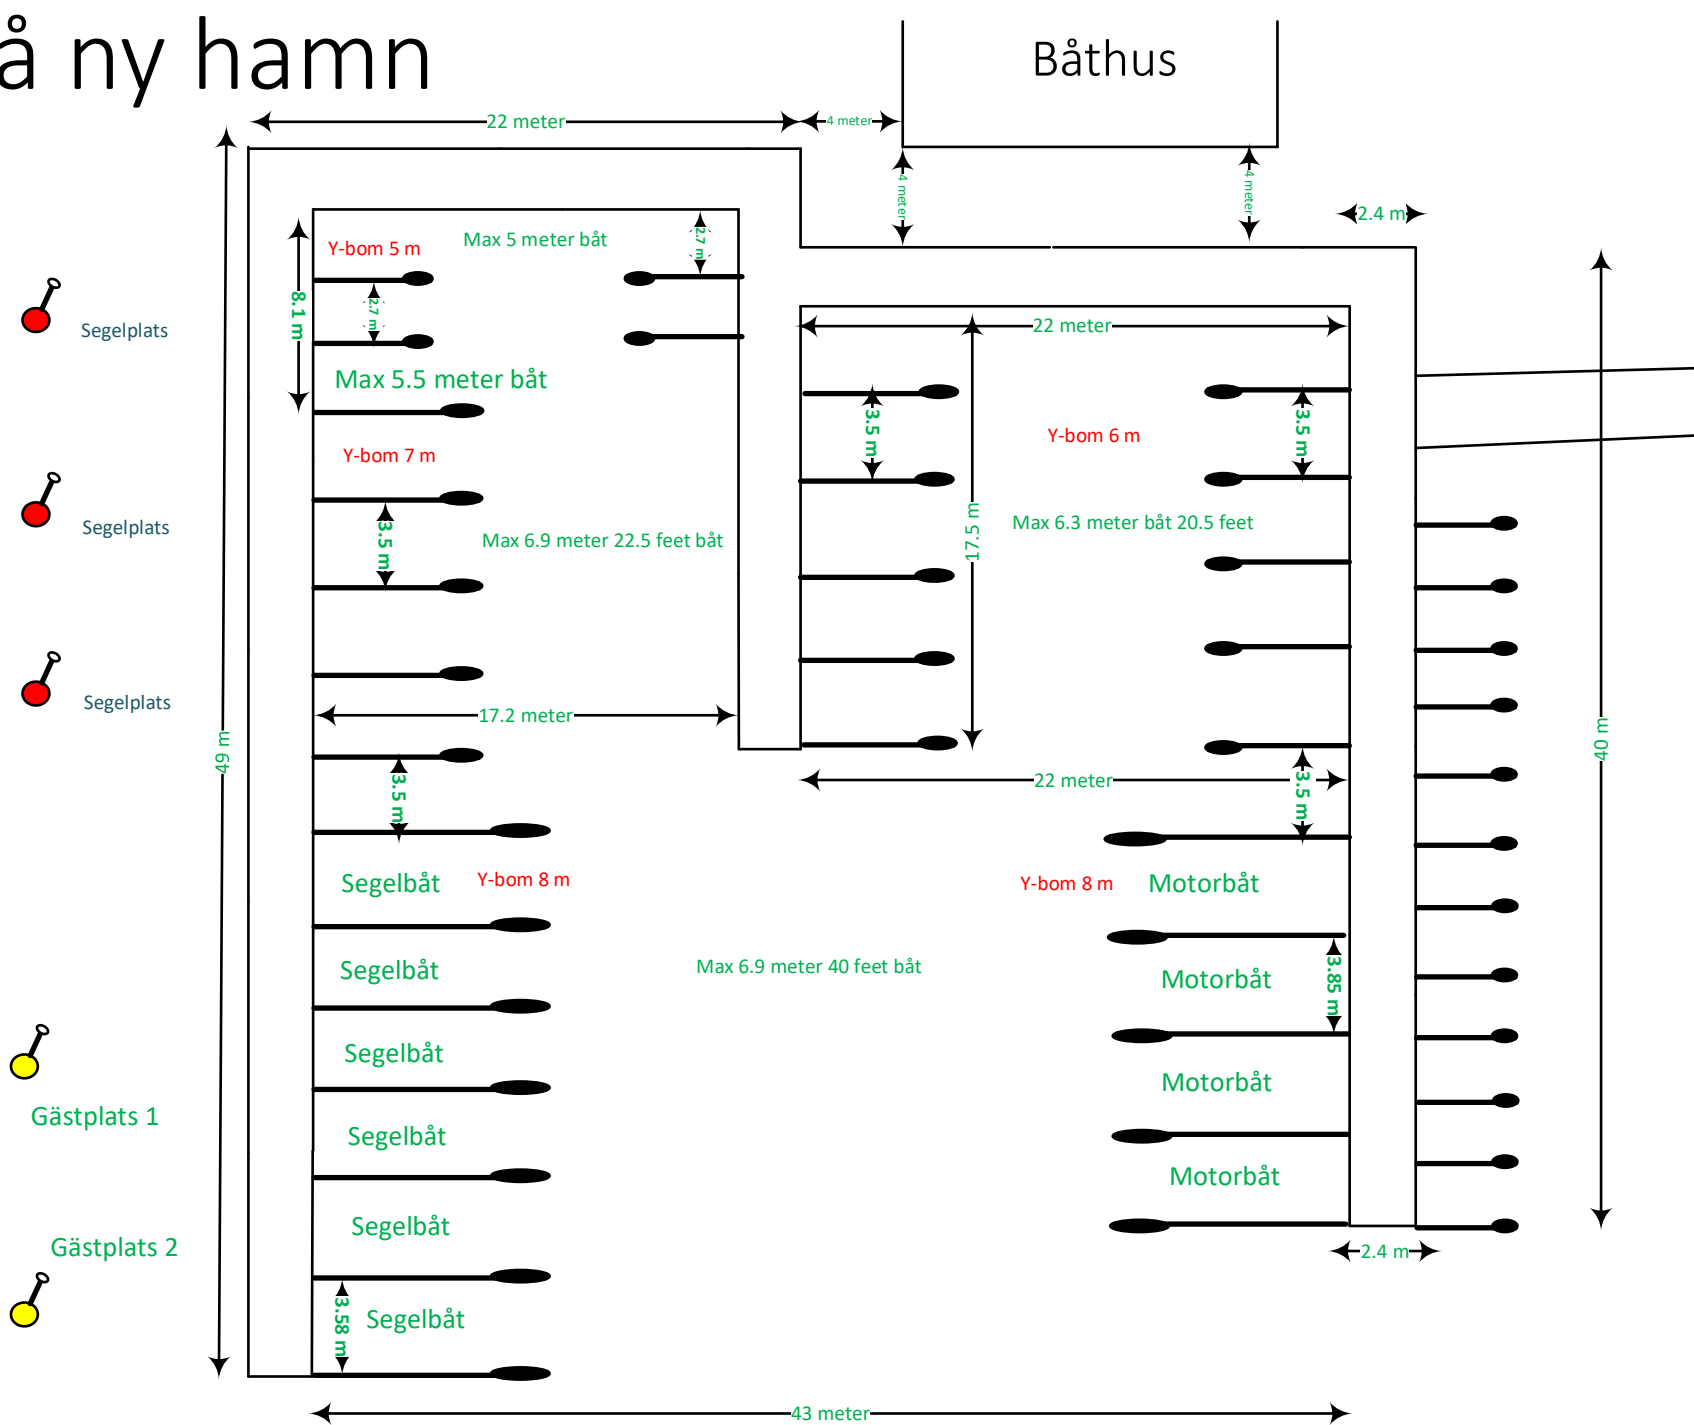 å ny hamn
Båthus
22 meter
4 meter
4 meter
4 meter
2.4 m
Y-bom 5 m
Max 5 meter båt
2.7 m
8.1 m
2.7 m
Segelplats
22 meter
Max 5.5 meter båt
3.5 m
3.5 m
Y-bom 6 m
Y-bom 7 m
Segelplats
3.5 m
Max 6.9 meter 22.5 feet båt
17.5 m
Max 6.3 meter båt 20.5 feet
Segelplats
17.2 meter
49 m
40 m
3.5 m
22 meter
3.5 m
Segelbåt
Y-bom 8 m
Y-bom 8 m
Motorbåt
Segelbåt
Max 6.9 meter 40 feet båt
Motorbåt
3.85 m
Segelbåt
Motorbåt
Gästplats 1
Segelbåt
Motorbåt
Segelbåt
Gästplats 2
2.4 m
3.58 m
Segelbåt
43 meter